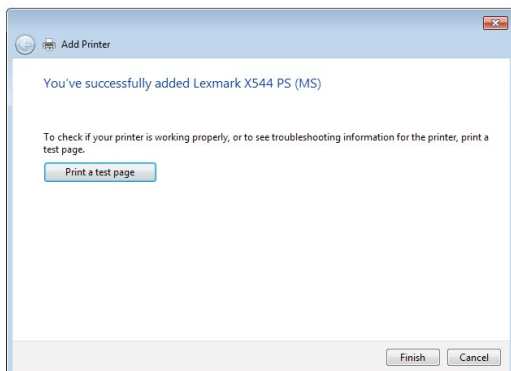 Add Printer
You've successfully added Lexmark X544 PS (MS)
To check if your printer is working properly, or to see troubleshooting information for the printer, print a
test page.
Print a test page
Finish Cancel